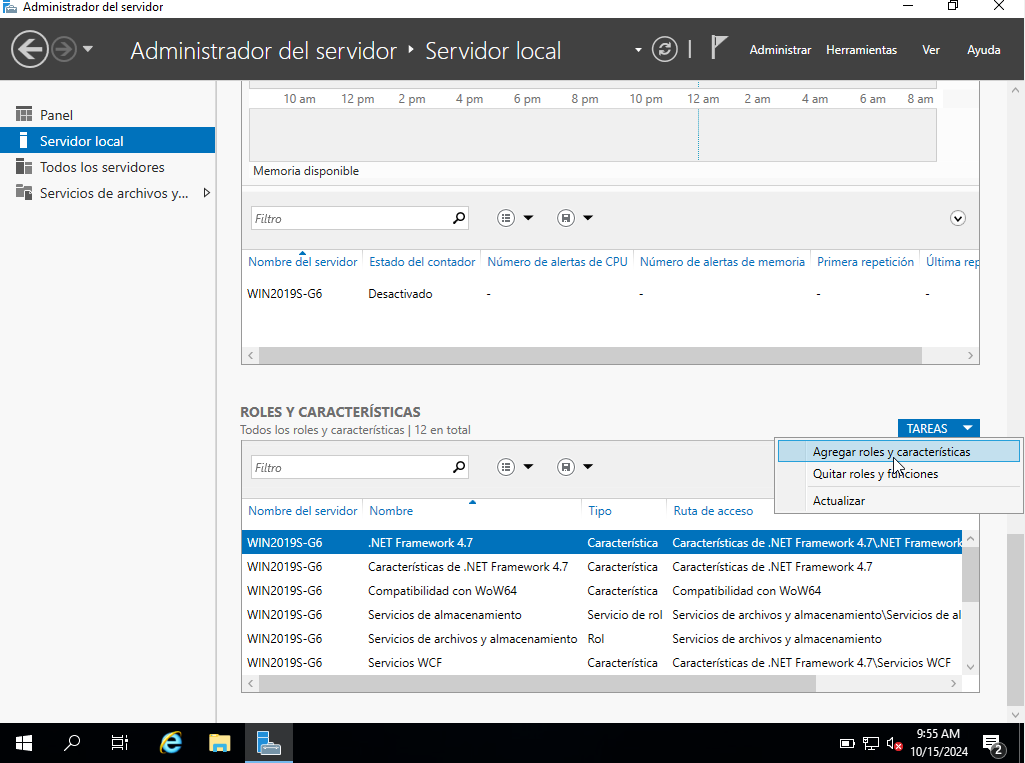 Administrador del servidor
Administrador del servidor ‣ Servidor local
Administrar Herramientas Ver Ayuda
Panel
Servidor local
Todos los servidores
Servicios de archivos y...
10 am 12 pm 2 pm 4 pm 6 pm 8 pm 10 pm 12 am 2 am 4 am 6 am 8 am
Memoria disponible
Filtro
Nombre del servidor Estado del contador Número de alertas de CPU Número de alertas de memoria Primera repetición Última rep
WIN2019S-G6 Desactivado - - - -
ROLES Y CARACTERÍSTICAS
Todos los roles y características | 12 en total
TAREAS
Agregar roles y características
Quitar roles y funciones
Actualizar
Filtro
Nombre del servidor Nombre Tipo Ruta de acceso
WIN2019S-G6 .NET Framework 4.7 Característica Características de .NET Framework 4.7\.NET Framework
WIN2019S-G6 Características de .NET Framework 4.7 Característica Características de .NET Framework 4.7
WIN2019S-G6 Compatibilidad con WoW64 Característica Compatibilidad con WoW64
WIN2019S-G6 Servicios de almacenamiento Servicio de rol Servicios de archivos y almacenamiento\Servicios de al
WIN2019S-G6 Servicios de archivos y almacenamiento Rol Servicios de archivos y almacenamiento
WIN2019S-G6 Servicios WCF Característica Características de .NET Framework 4.7\Servicios WCF
9:55 AM
10/15/2024
2